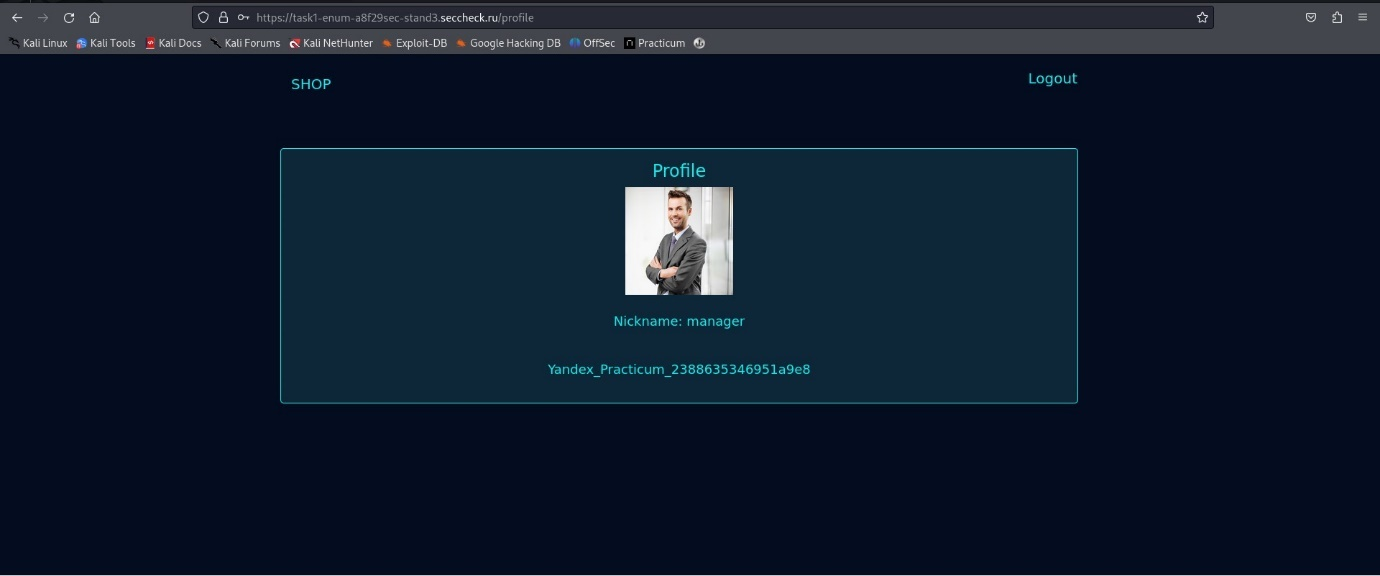 https://task1-enum-a8f29sec-stand3.seccheck.ru/profile
Kali Linux Kali Tools Kali Docs Kali Forums Kali NetHunter Exploit-DB Google Hacking DB OffSec Practicum
SHOP
Logout
Profile
Nickname: manager
Yandex_Practicum_2388635346951a9e8